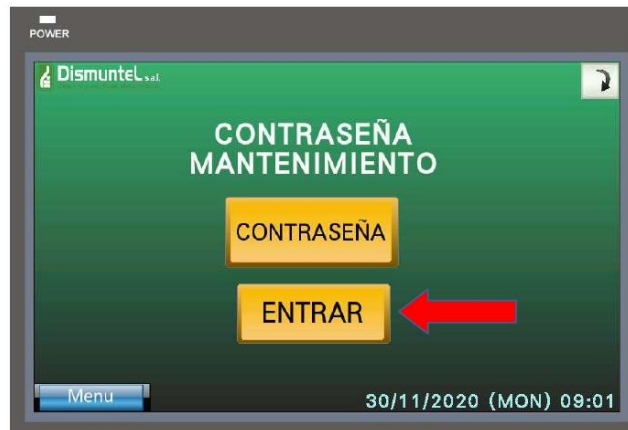 POWER
Dismuntel s.a.l.
CONTRASEÑA
MANTENIMIENTO
CONTRASEÑA
ENTRAR
Menu
30/11/2020 (MON) 09:01